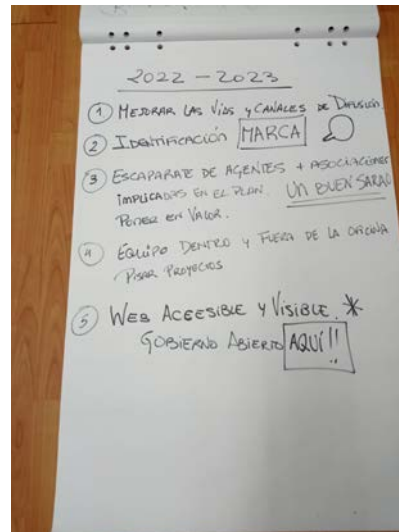 2022 - 2023
1 MEJORAR LAS VÍAS y CANALES DE DIFUSIÓN
2 IDENTIFICACIÓN MARCA
3 ESCAPARATE DE AGENTES + ASOCIACIONES
IMPLICADAS EN EL PLAN. UN BUEN SARAO
PONER EN VALOR.
4 EQUIPO DENTRO Y FUERA DE LA OFICINA
PISAR PROYECTOS
5 WEB ACCESIBLE Y VISIBLE. *
GOBIERNO ABIERTO AQUÍ!!